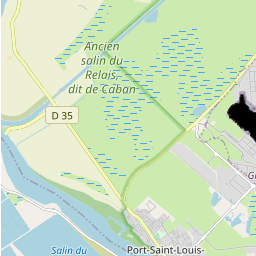 Ancien
salin du
Relais,
dit de Caban
D 35
G
Port-Saint-Louis-
Salin du